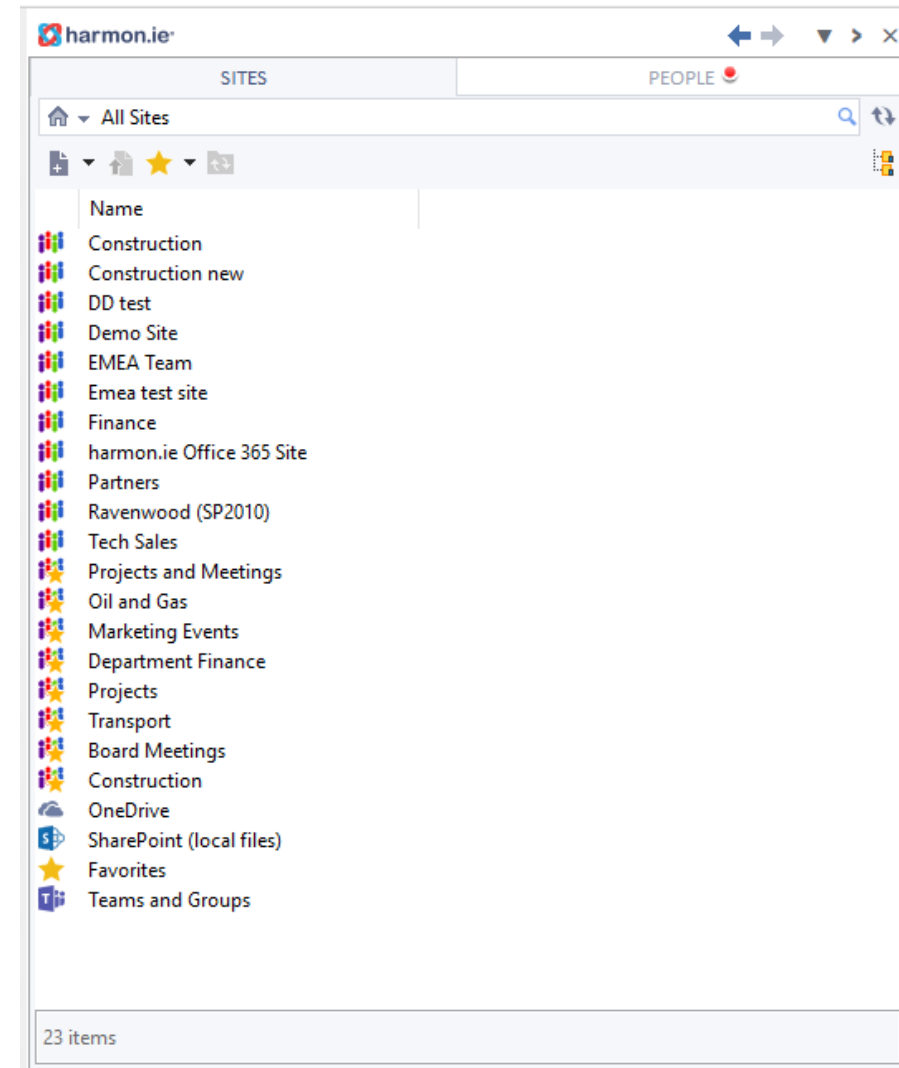 harmon.ie
SITES
PEOPLE
All Sites
Name
Construction
Construction new
DD test
Demo Site
EMEA Team
Emea test site
Finance
harmon.ie Office 365 Site
Partners
Ravenwood (SP2010)
Tech Sales
Projects and Meetings
Oil and Gas
Marketing Events
Department Finance
Projects
Transport
Board Meetings
Construction
OneDrive
SharePoint (local files)
Favorites
Teams and Groups
23 items